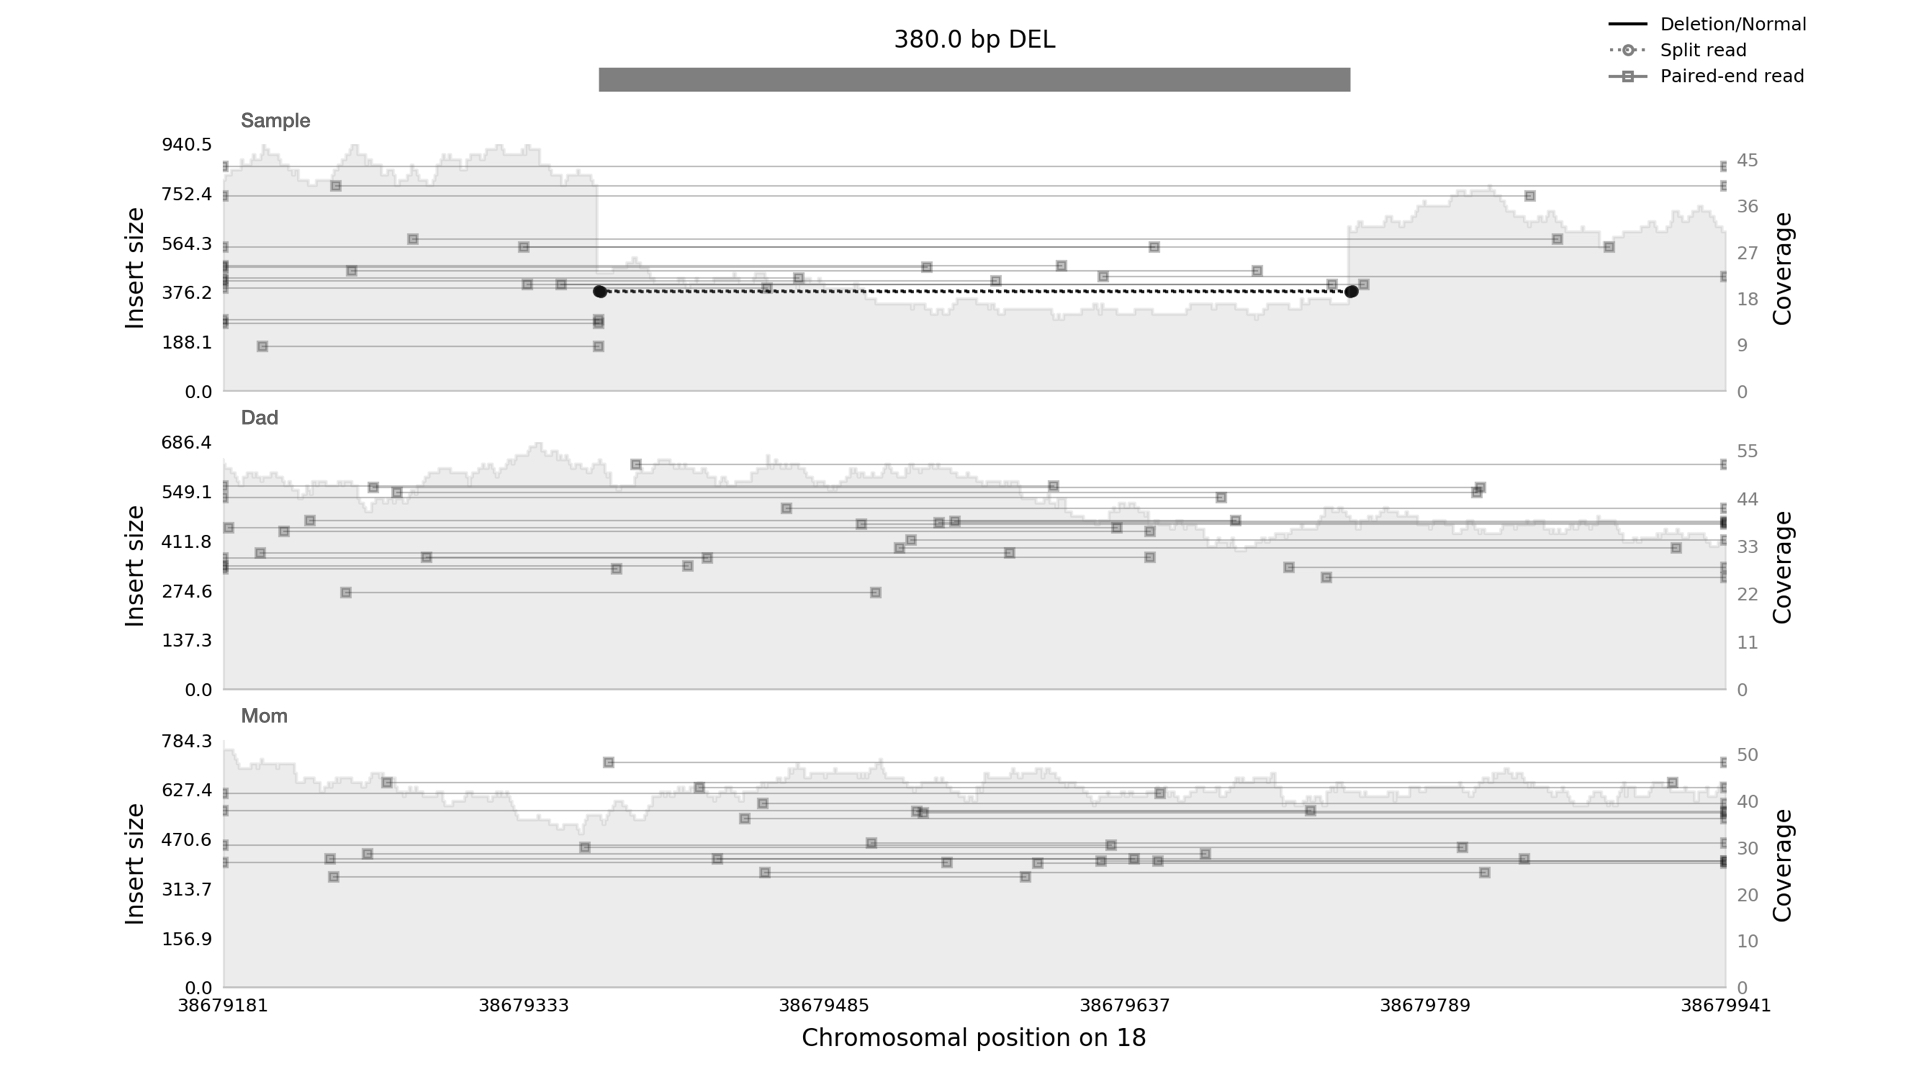 380.0 bp DEL
Deletion/Normal
Split read
Paired-end read
Sample
940.5
752.4
564.3
376.2
188.1
0.0
Insert size
45
36
27
18
9
0
Coverage
Dad
686.4
549.1
411.8
274.6
137.3
0.0
Insert size
55
44
33
22
11
0
Coverage
Mom
784.3
627.4
470.6
313.7
156.9
0.0
Insert size
50
40
30
20
10
0
Coverage
38679181 38679333 38679485 38679637 38679789 38679941
Chromosomal position on 18